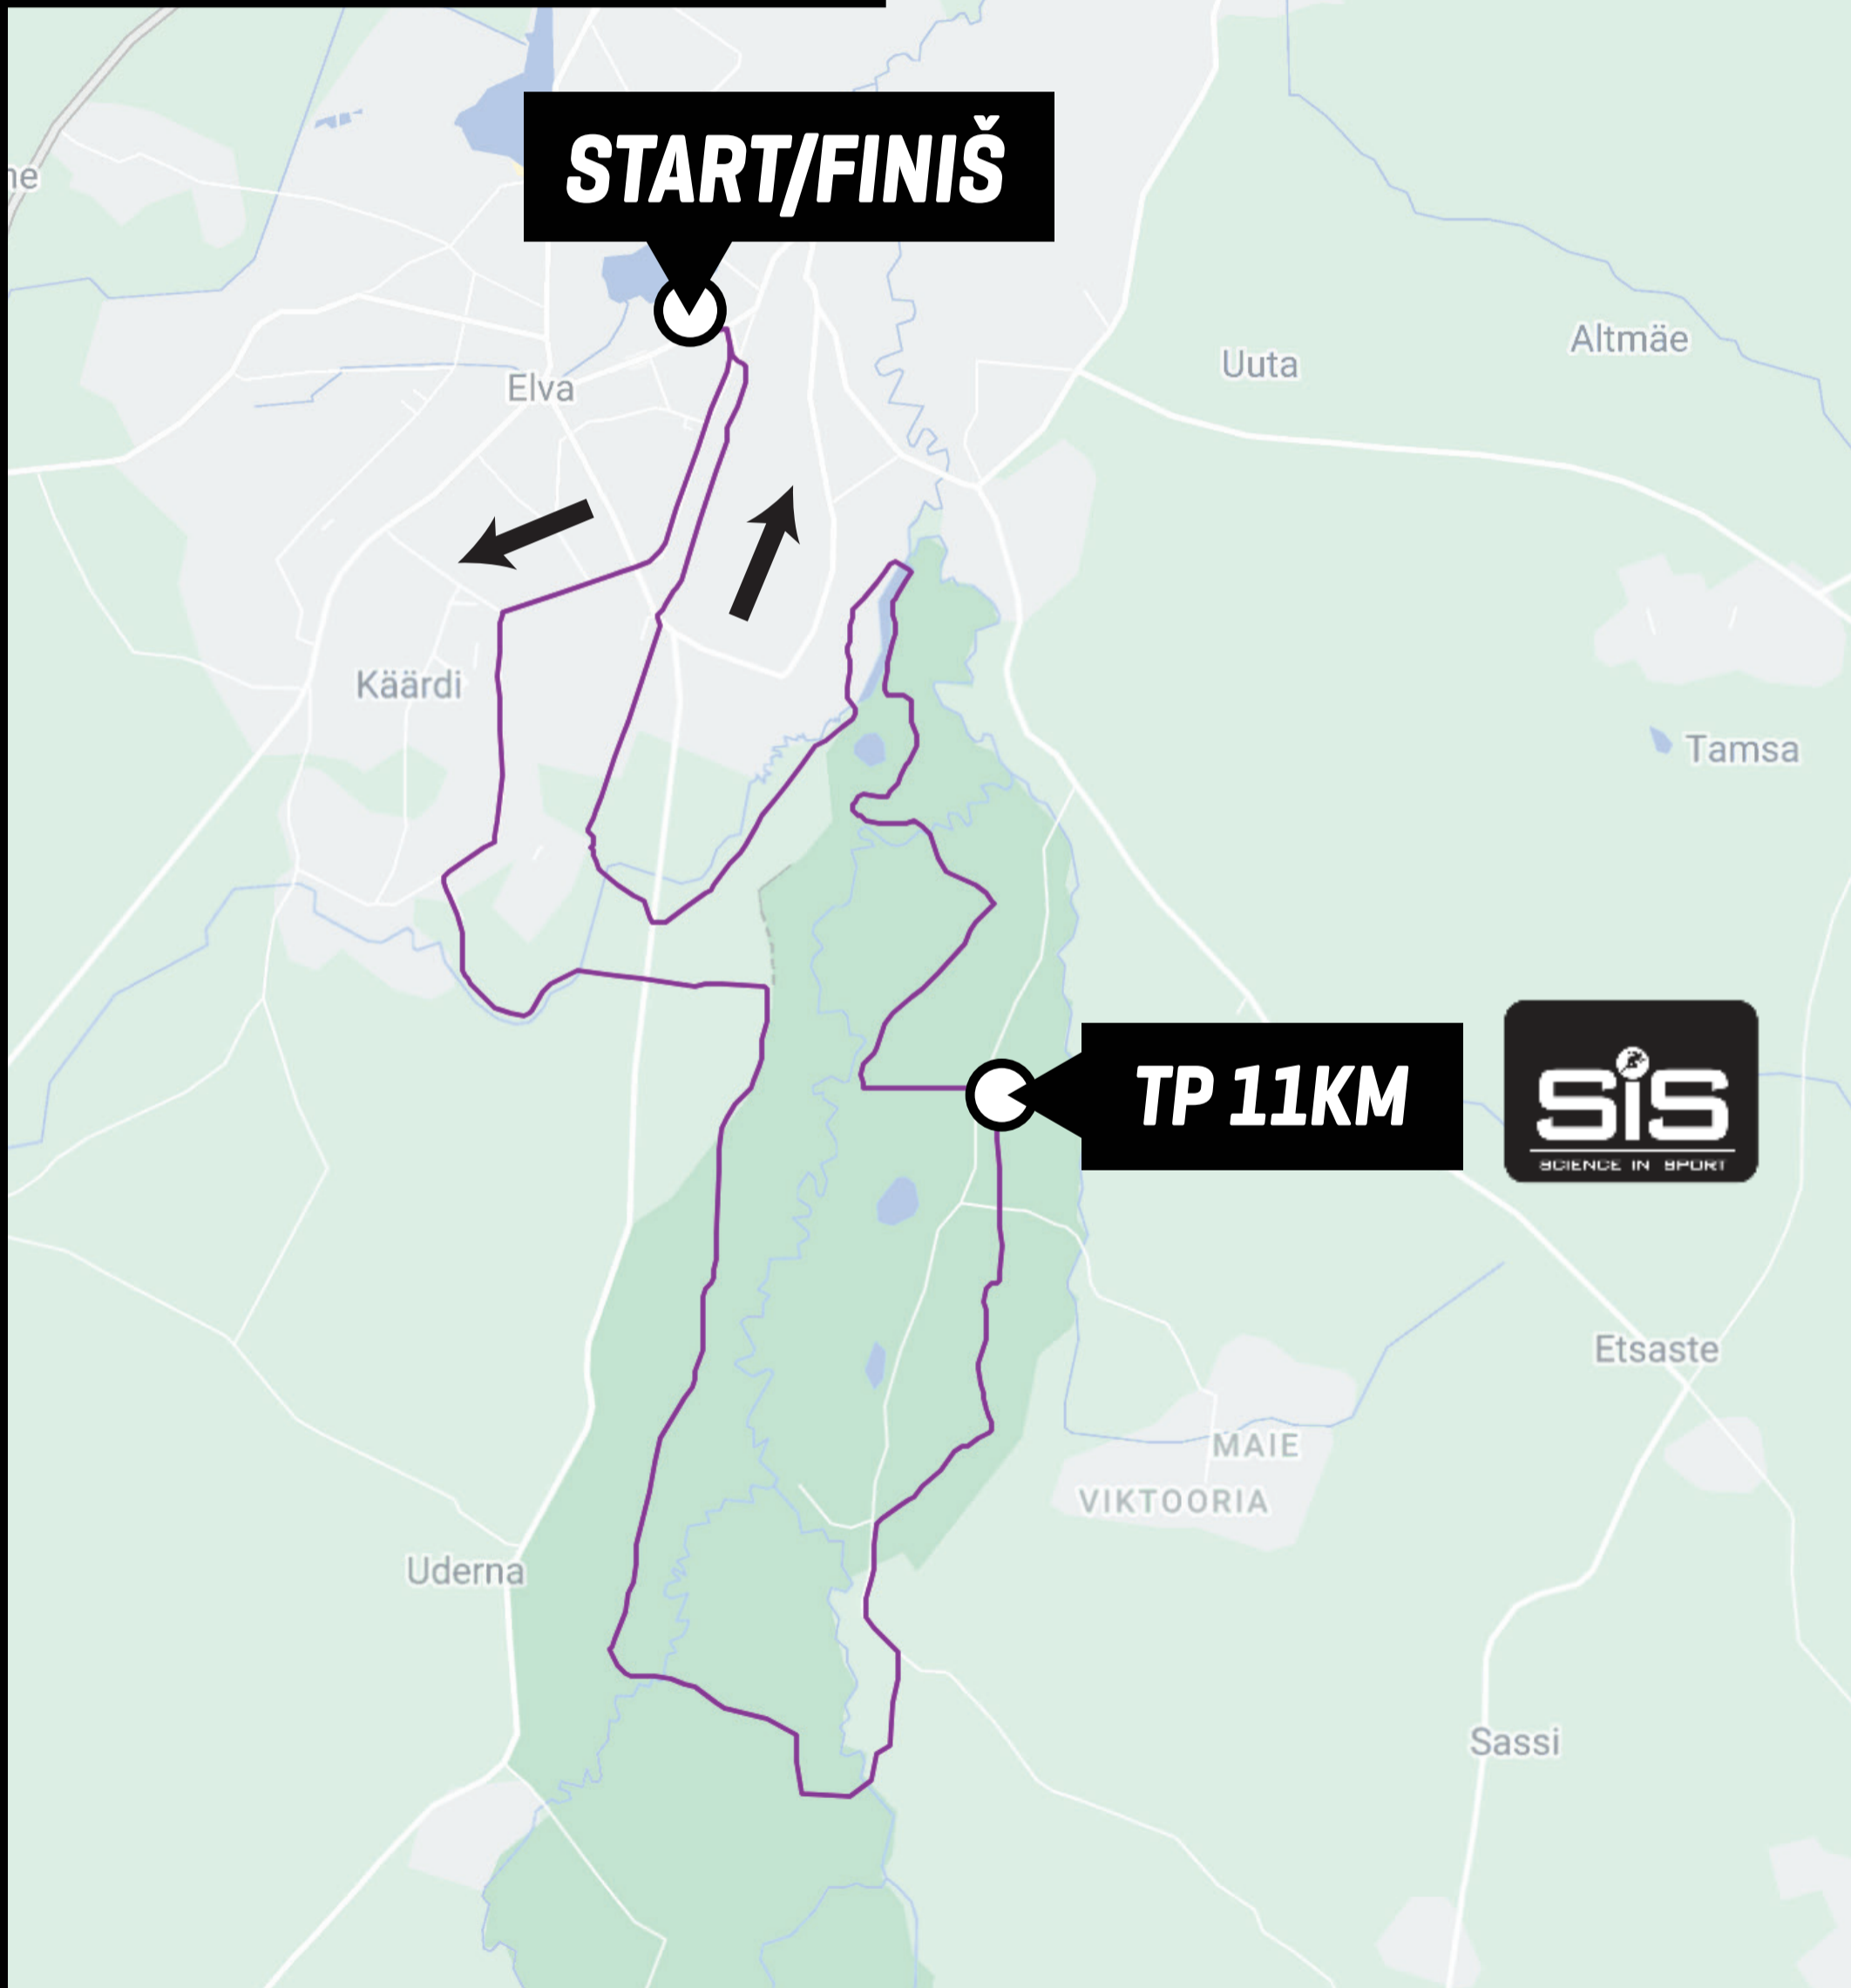 START/FINIŠ
Elva
Uuta
Altmäe
Käärdi
Tamsa
TP 11KM
SiS
SCIENCE IN SPORT
Etsaste
MAIE
VIKTOORIA
Uderna
Sassi